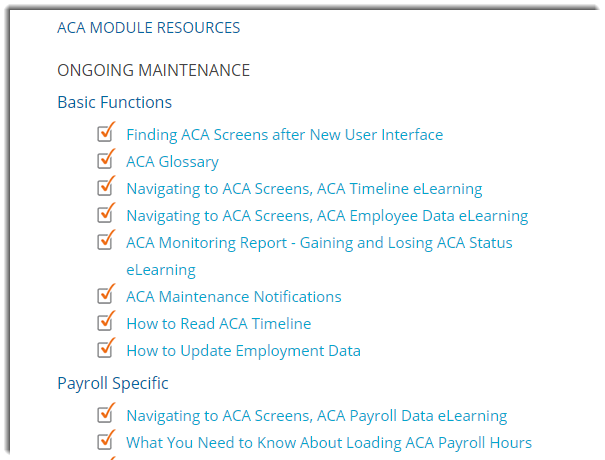 ACA MODULE RESOURCES
ONGOING MAINTENANCE
Basic Functions
Finding ACA Screens after New User Interface
ACA Glossary
Navigating to ACA Screens, ACA Timeline eLearning
Navigating to ACA Screens, ACA Employee Data eLearning
ACA Monitoring Report - Gaining and Losing ACA Status
eLearning
ACA Maintenance Notifications
How to Read ACA Timeline
How to Update Employment Data
Payroll Specific
Navigating to ACA Screens, ACA Payroll Data eLearning
What You Need to Know About Loading ACA Payroll Hours